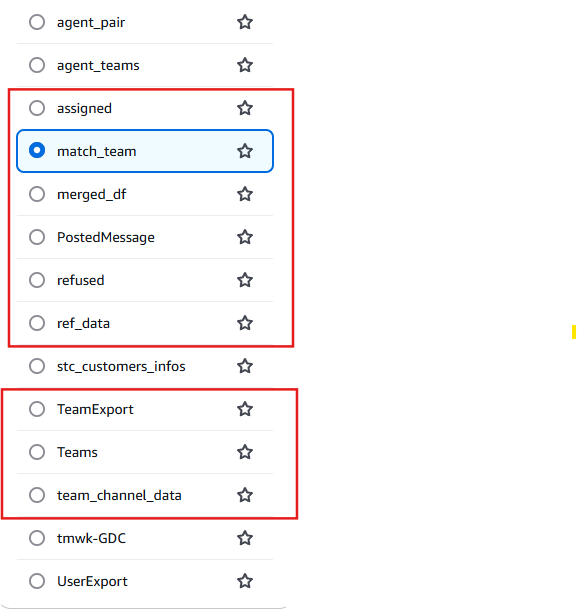 agent_pair
agent_teams
assigned
match_team
merged_df
PostedMessage
refused
ref_data
stc_customers_infos
TeamExport
Teams
team_channel_data
tmwk-GDC
UserExport